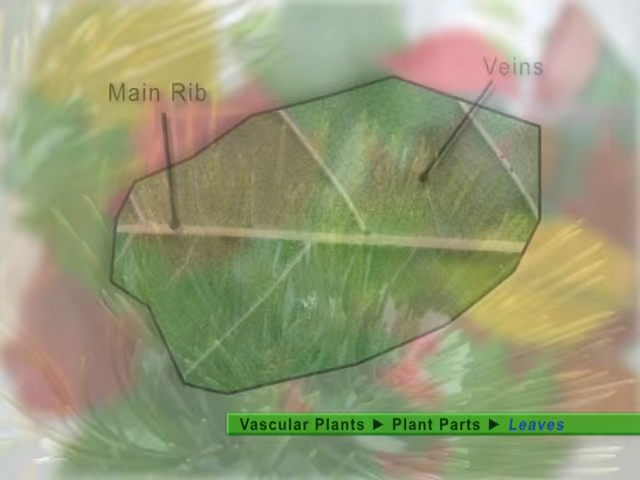 Veins
Main Rib
Vascular Plants ► Plant Parts ► Leaves